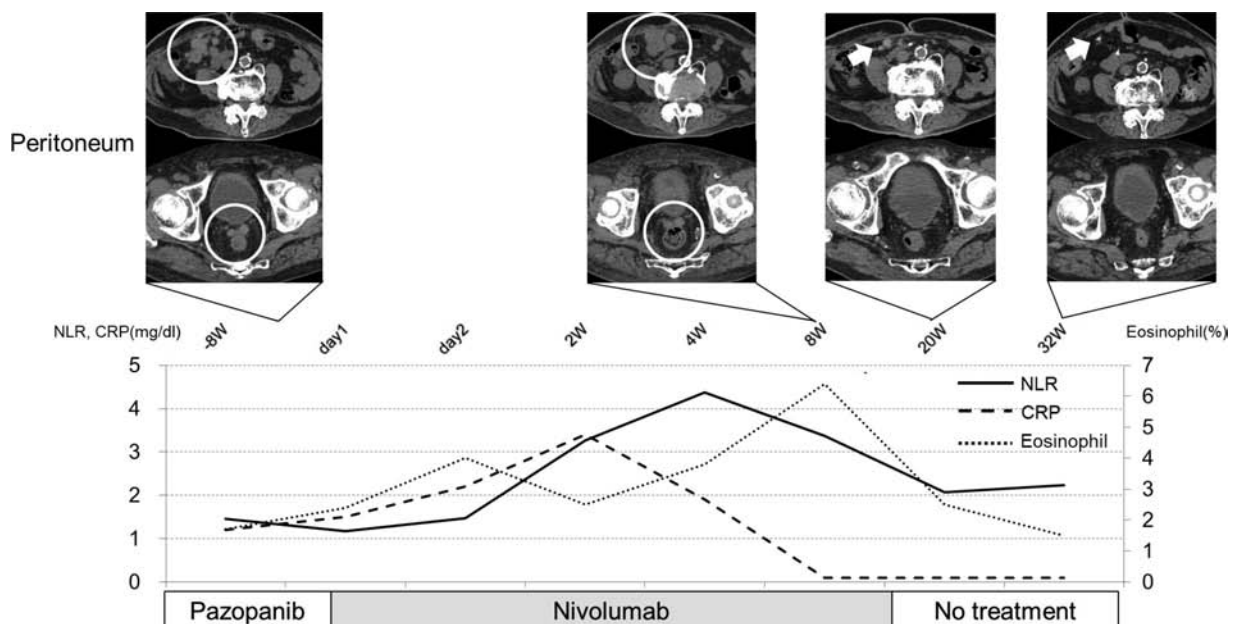 Peritoneum
NLR, CRP(mg/dl)
-8W
day1
day2
2W
4W
8W
20W
32W
Eosinophil(%)
5
4
3
2
1
0
7
6
5
4
3
2
1
0
NLR
CRP
Eosinophil
Pazopanib
Nivolumab
No treatment